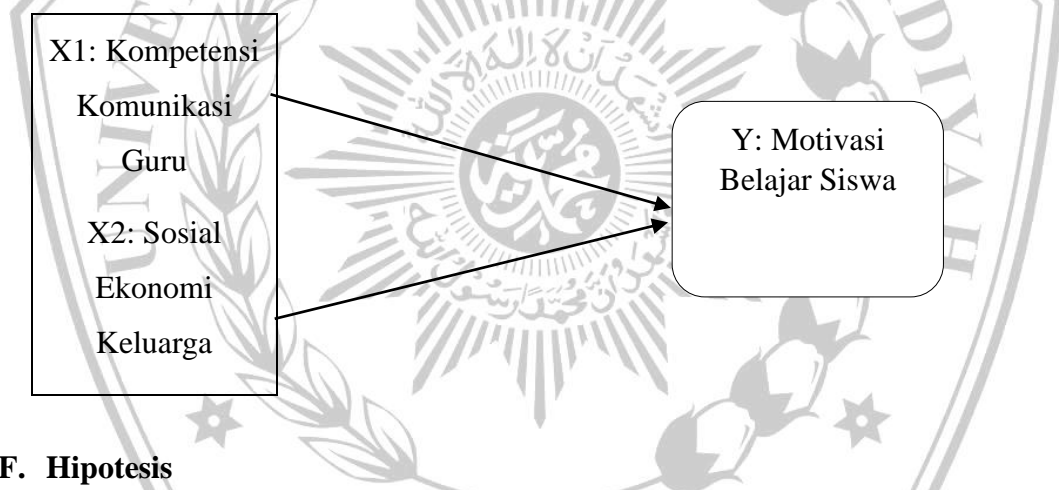 X1: Kompetensi
Komunikasi
Guru
X2: Sosial
Ekonomi
Keluarga
Y: Motivasi
Belajar Siswa
F. Hipotesis